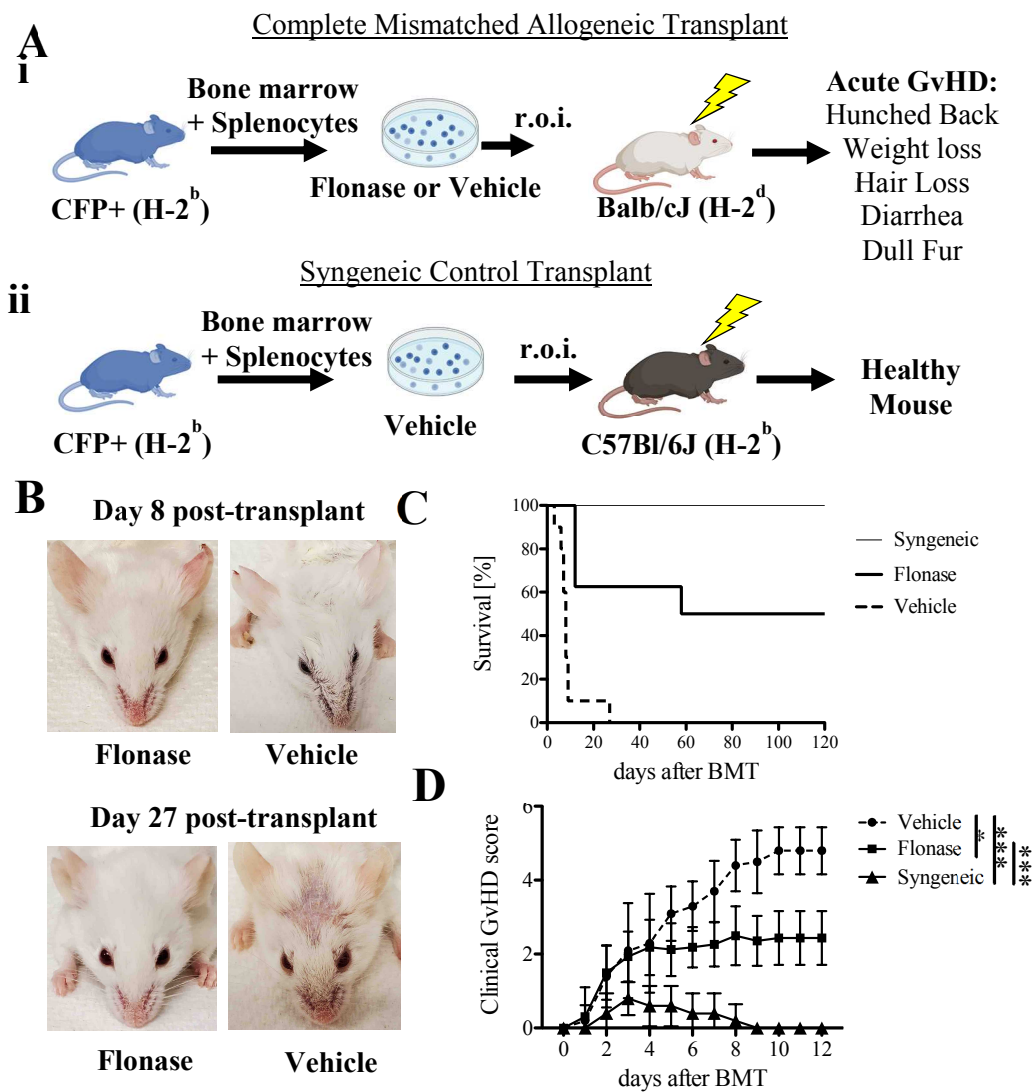 A
Complete Mismatched Allogeneic Transplant
i
Bone marrow
+ Splenocytes
Flonase or Vehicle
r.o.i.
CFP+ (H-2b)
Balb/cJ (H-2d)
Acute GvHD:
Hunched Back
Weight loss
Hair Loss
Diarrhea
Dull Fur
Syngeneic Control Transplant
ii
Bone marrow
+ Splenocytes
Vehicle
r.o.i.
CFP+ (H-2b)
C57Bl/6J (H-2b)
Healthy
Mouse
B
Day 8 post-transplant
Flonase
Vehicle
Day 27 post-transplant
Flonase
Vehicle
C
Survival [%]
100
80
60
40
20
0
0 20 40 60 80 100 120
days after BMT
Syngeneic
Flonase
Vehicle
D
Clinical GvHD score
6
4
2
0
0 2 4 6 8 10 12
days after BMT
Vehicle
Flonase
Syngeneic
*
***
***